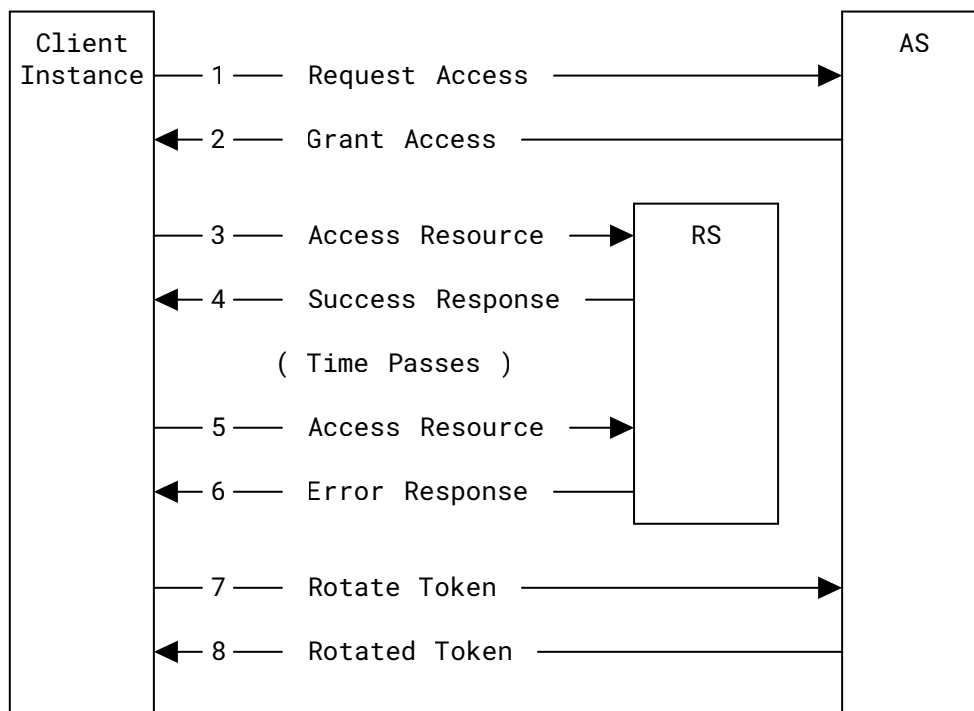 Client
Instance
AS
1 Request Access
2 Grant Access
3 Access Resource
RS
4 Success Response
( Time Passes )
5 Access Resource
6 Error Response
7 Rotate Token
8 Rotated Token